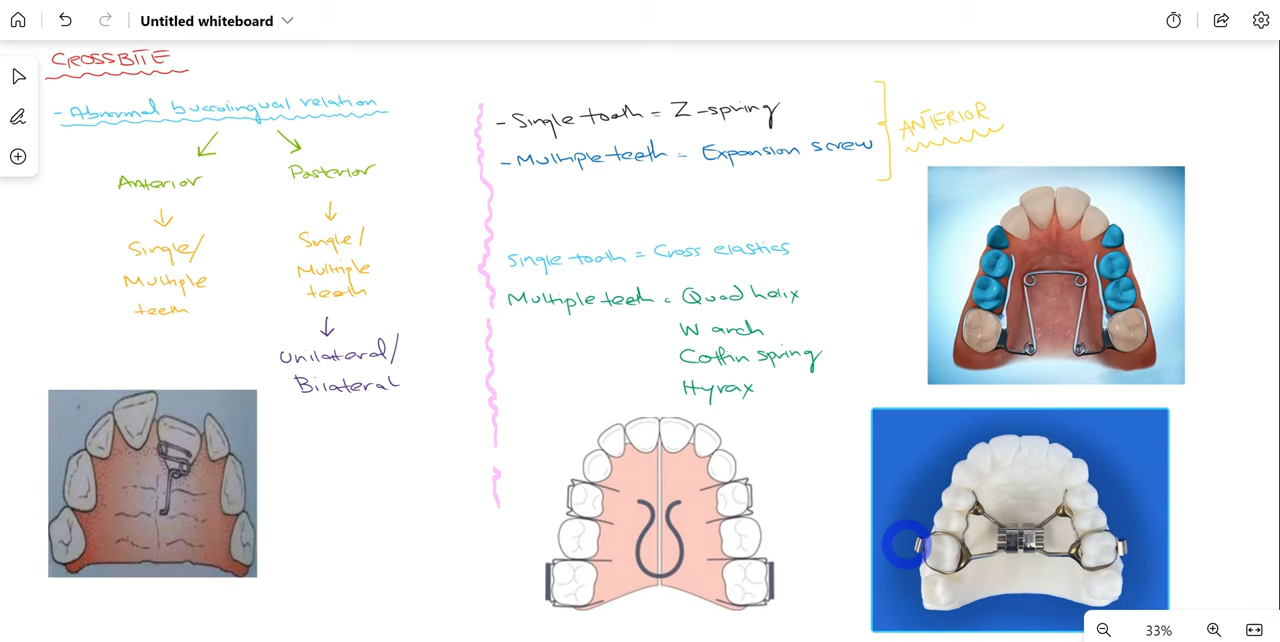 Untitled whiteboard
CROSSBITE
- Abnormal buccolingual relation
Anterior
Posterior
Single/
Multiple
teeth
Single/
Multiple
teeth
Unilateral/
Bilateral
- Single tooth = Z-spring
- Multiple teeth = Expansion screw
ANTERIOR
Single tooth = Cross elastics
Multiple teeth = Quad helix
W arch
Coffin spring
Hyrax
33%